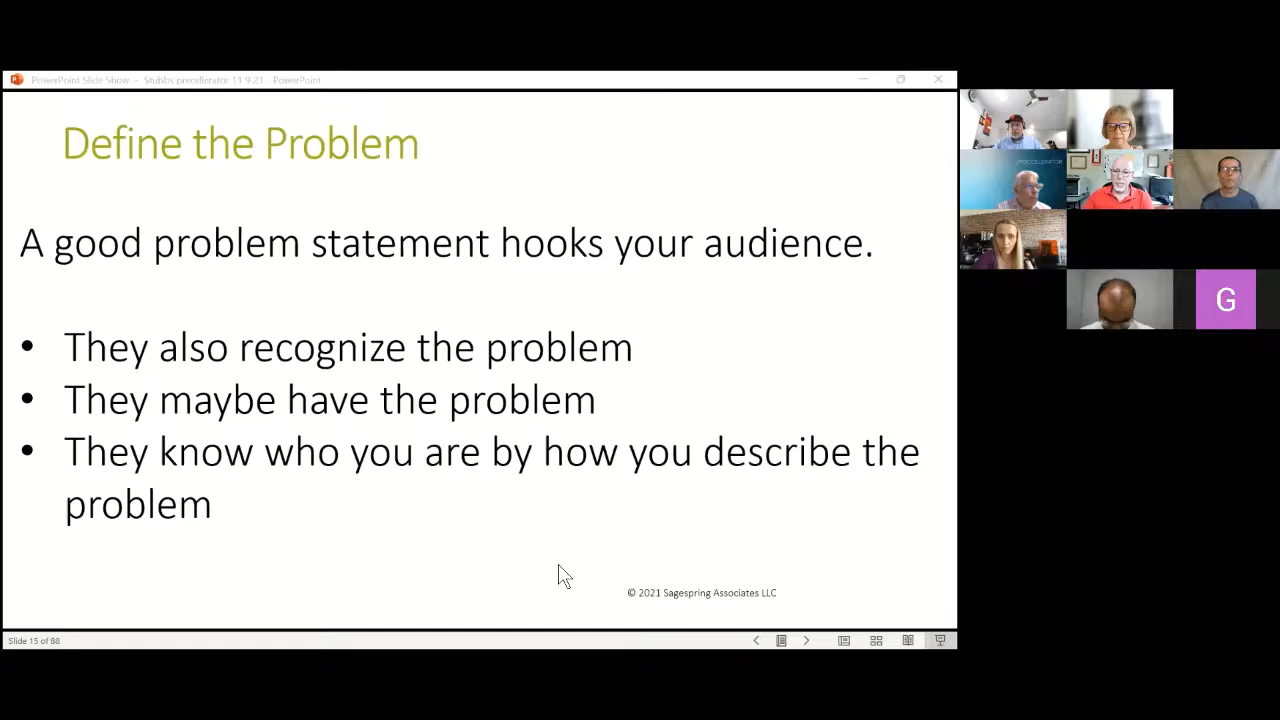 PowerPoint Slide Show - Stubbs precellerator 11 9 21 - PowerPoint
Define the Problem
A good problem statement hooks your audience.
• They also recognize the problem
• They maybe have the problem
• They know who you are by how you describe the
problem
© 2021 Sagespring Associates LLC
Slide 15 of 88
PRECELLERATOR
G